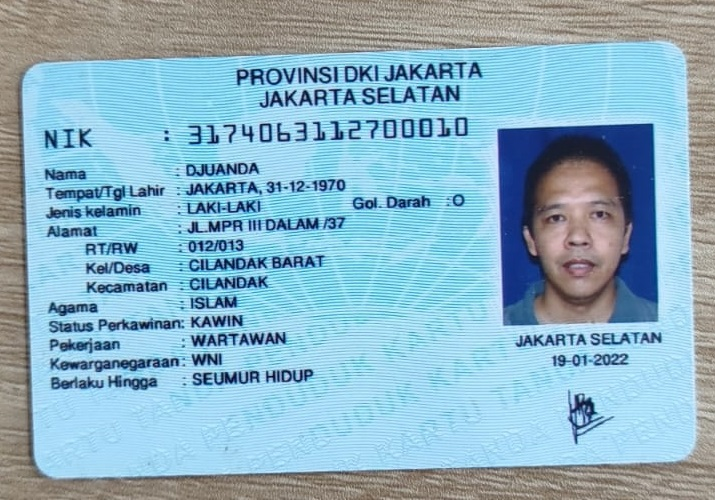 PROVINSI DKI JAKARTA
JAKARTA SELATAN
NIK : 3174063112700010
Nama : DJUANDA
Tempat/Tgl Lahir : JAKARTA, 31-12-1970
Jenis kelamin : LAKI-LAKI Gol. Darah :O
Alamat : JL.MPR III DALAM /37
RT/RW : 012/013
Kel/Desa : CILANDAK BARAT
Kecamatan : CILANDAK
Agama : ISLAM
Status Perkawinan: KAWIN
Pekerjaan : WARTAWAN
Kewarganegaraan: WNI
Berlaku Hingga : SEUMUR HIDUP
JAKARTA SELATAN
19-01-2022